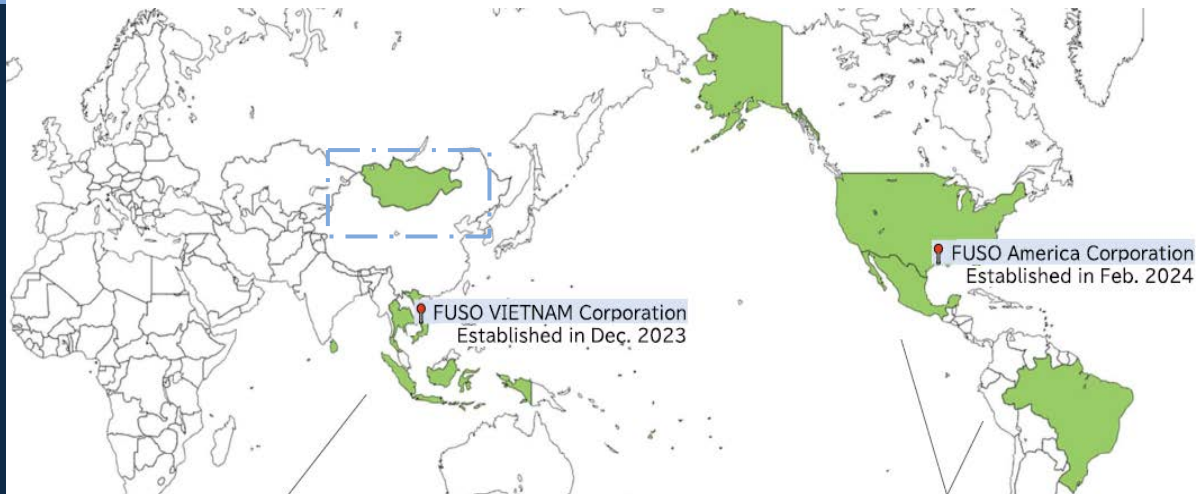 FUSO America Corporation
Established in Feb. 2024
FUSO VIETNAM Corporation
Established in Dec. 2023